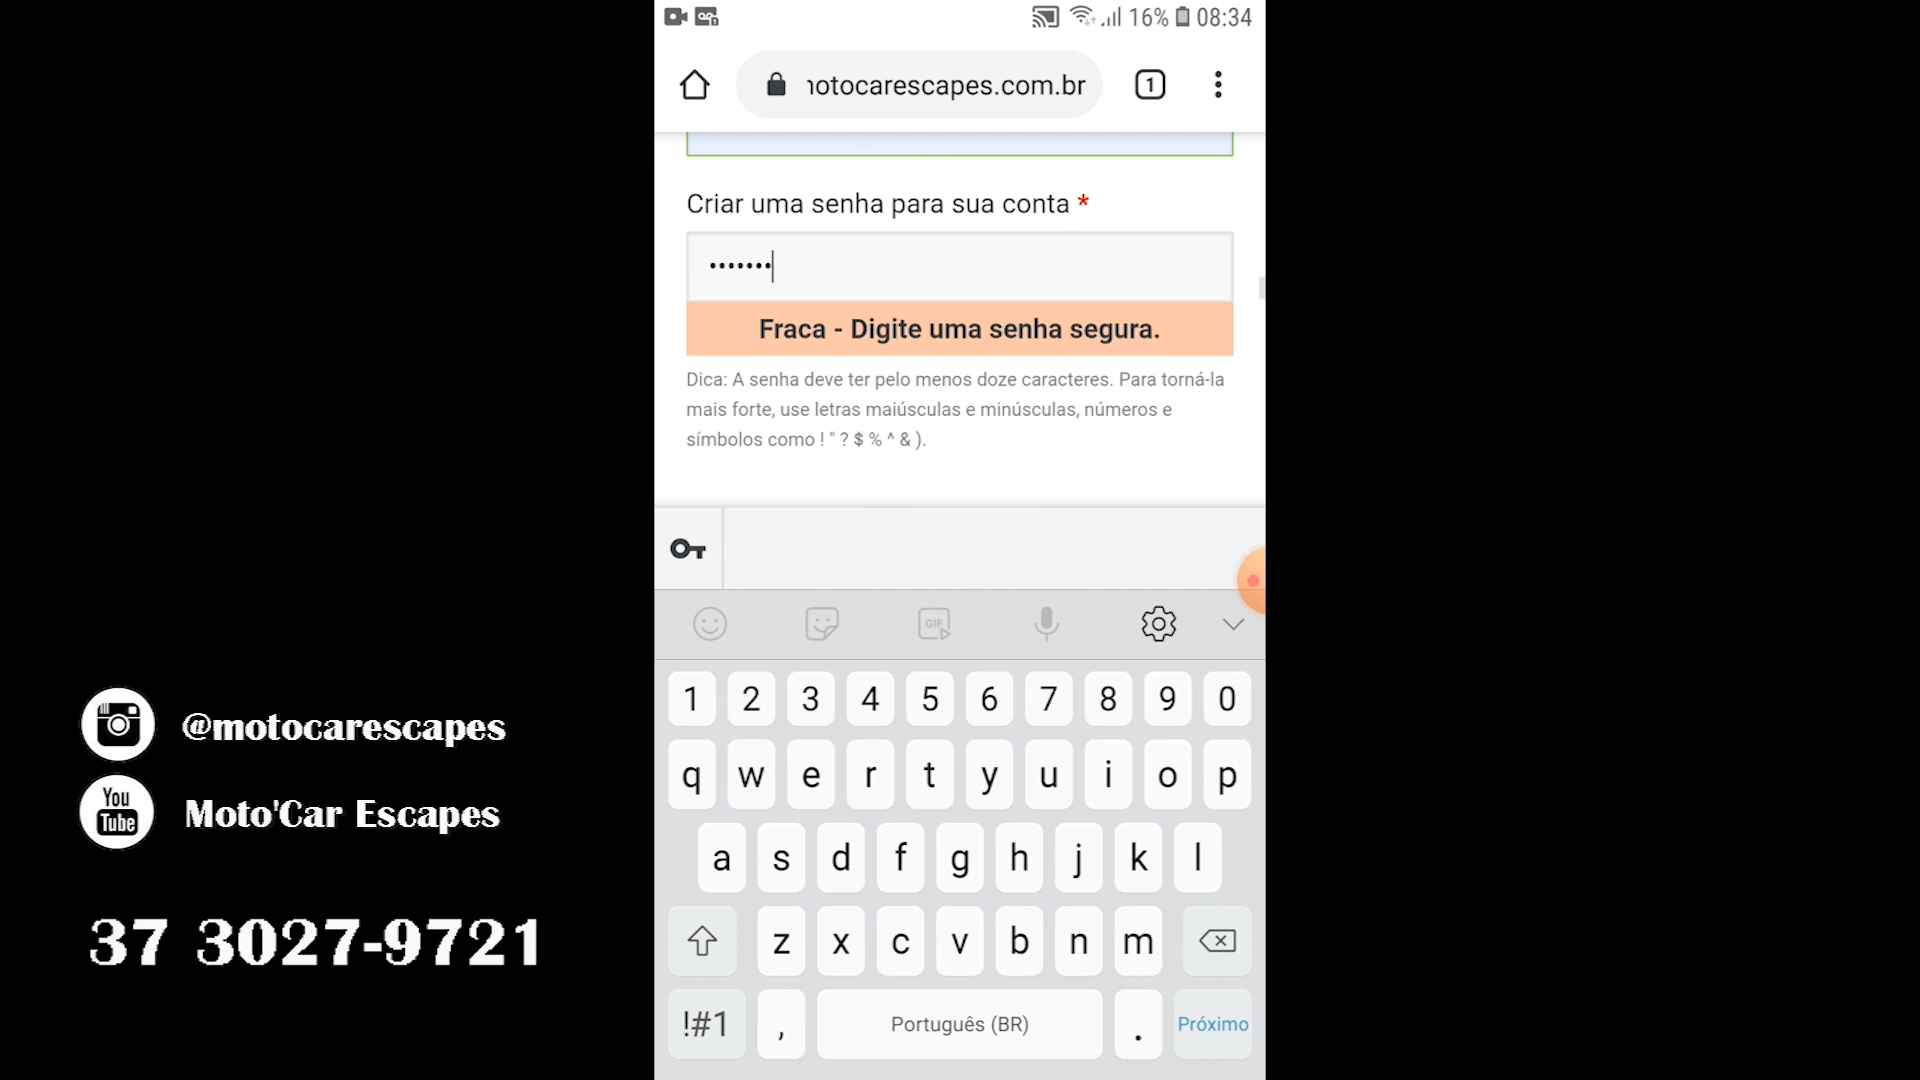 16% 08:34
notocarescapes.com.br
1
Criar uma senha para sua conta *
•••••••
Fraca - Digite uma senha segura.
Dica: A senha deve ter pelo menos doze caracteres. Para torná-la
mais forte, use letras maiúsculas e minúsculas, números e
símbolos como ! " ? $ % ^ & ).
GIF
1 2 3 4 5 6 7 8 9 0
q w e r t y u i o p
a s d f g h j k l
z x c v b n m
!#1 , Português (BR) . Próximo
@motocarescapes
You
Tube
Moto'Car Escapes
37 3027-9721